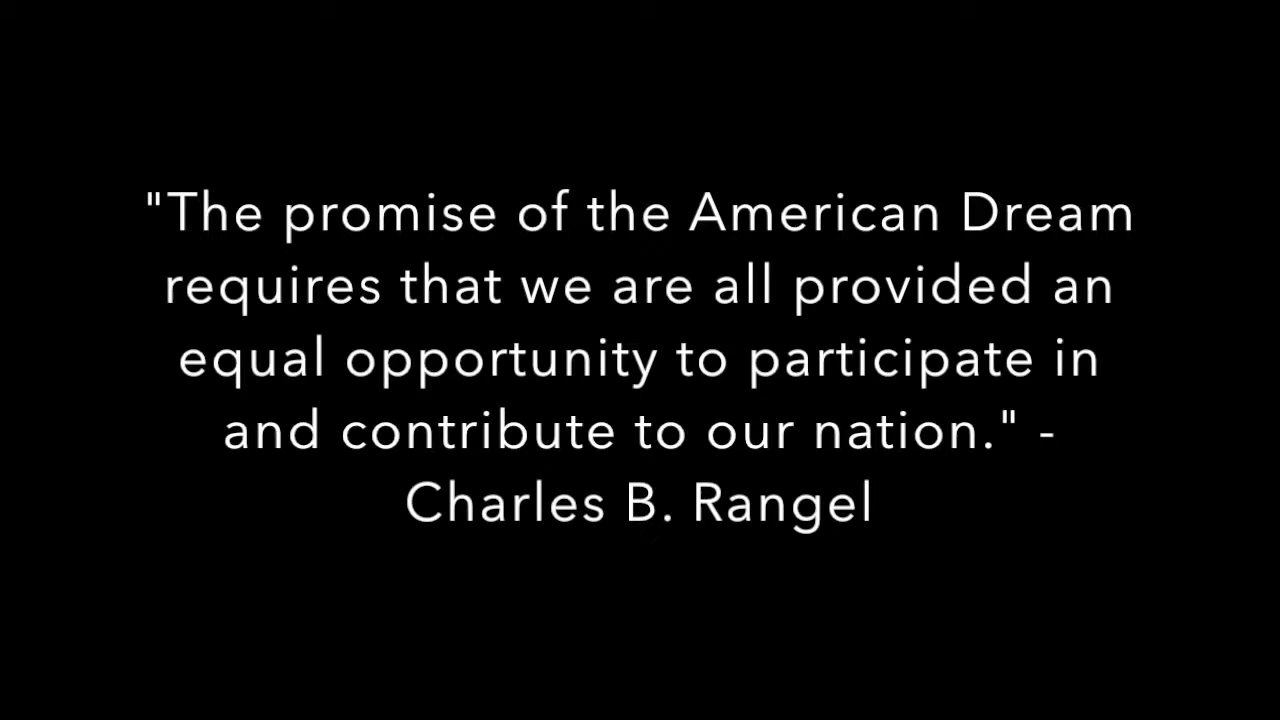 "The promise of the American Dream
requires that we are all provided an
equal opportunity to participate in
and contribute to our nation." -
Charles B. Rangel